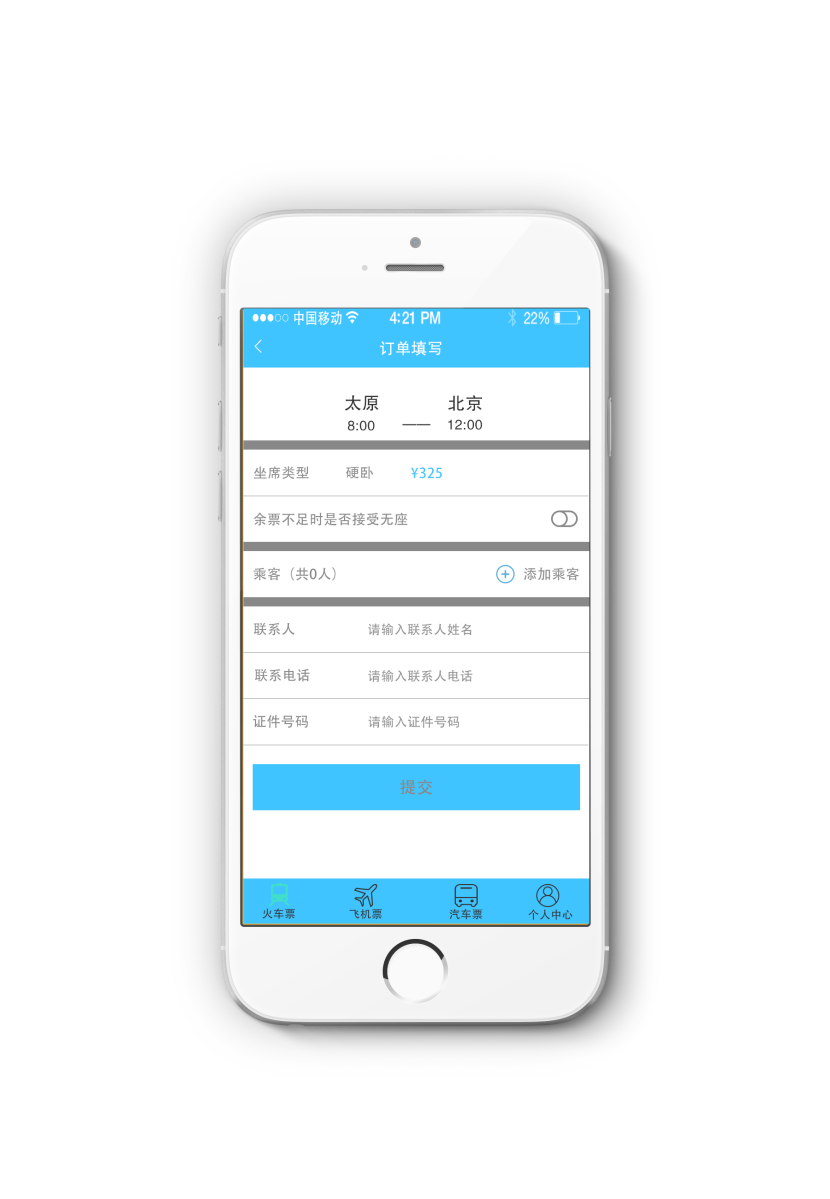 中国移动 4:21 PM 22%
订单填写
太原 北京
8:00 —— 12:00
坐席类型 硬卧 ¥325
余票不足时是否接受无座
乘客（共0人） 添加乘客
联系人 请输入联系人姓名
联系电话 请输入联系人电话
证件号码 请输入证件号码
提交
火车票 飞机票 汽车票 个人中心